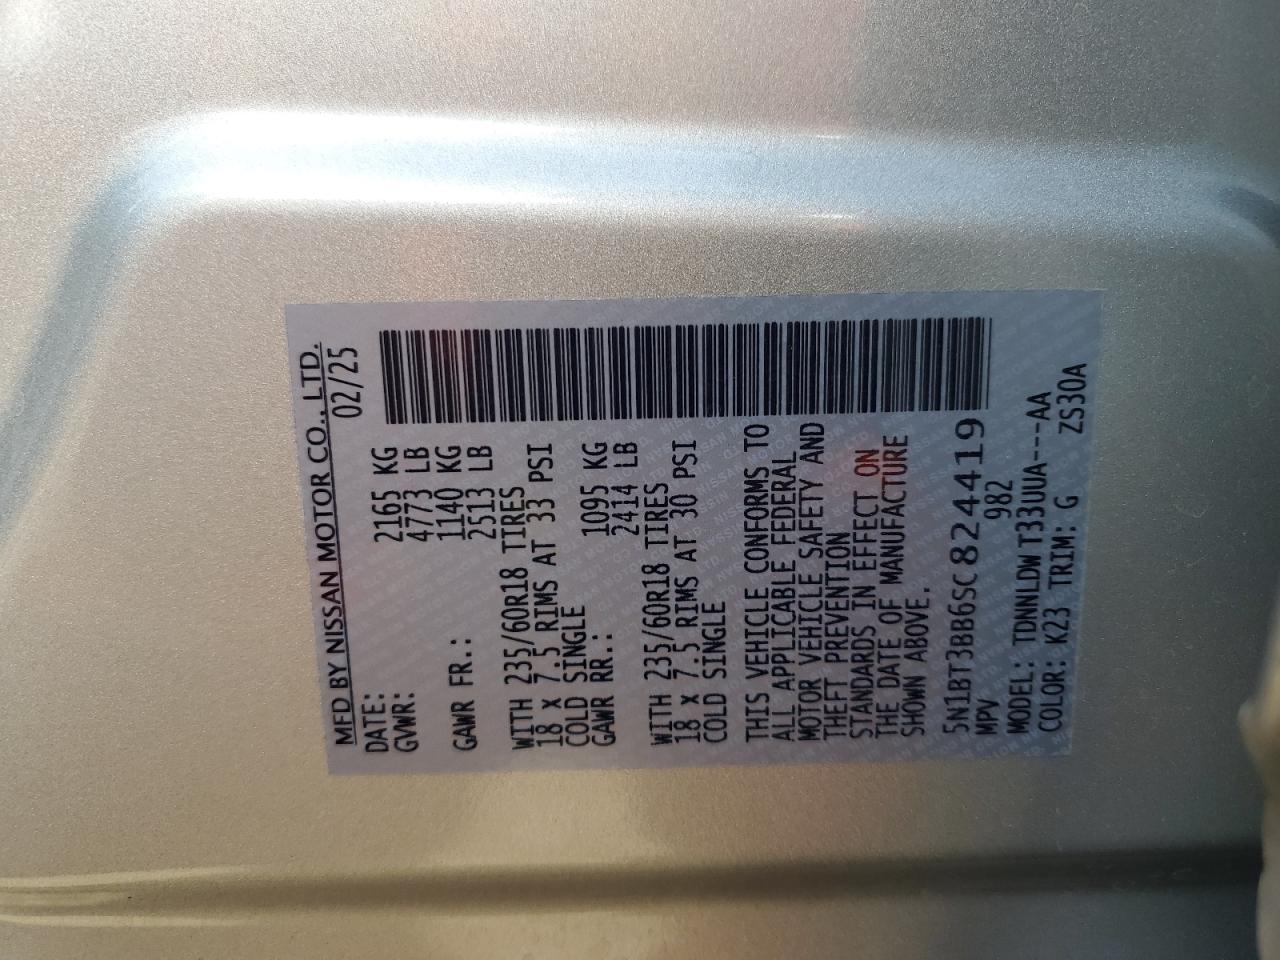 MFD BY NISSAN MOTOR CO., LTD.
DATE: 02/25
GVWR: 2165 KG
4773 LB
GAWR FR.: 1140 KG
2513 LB
WITH 235/60R18 TIRES
18 X 7.5 RIMS AT 33 PSI
COLD SINGLE
GAWR RR.: 1095 KG
2414 LB
WITH 235/60R18 TIRES
18 X 7.5 RIMS AT 30 PSI
COLD SINGLE
THIS VEHICLE CONFORMS TO
ALL APPLICABLE FEDERAL
MOTOR VEHICLE SAFETY AND
THEFT PREVENTION
STANDARDS IN EFFECT ON
THE DATE OF MANUFACTURE
SHOWN ABOVE.
5N1BT3BB6SC824419
MPV 982
MODEL: TDNNLDW T33UUA---AA
COLOR: K23 TRIM: G ZS30A